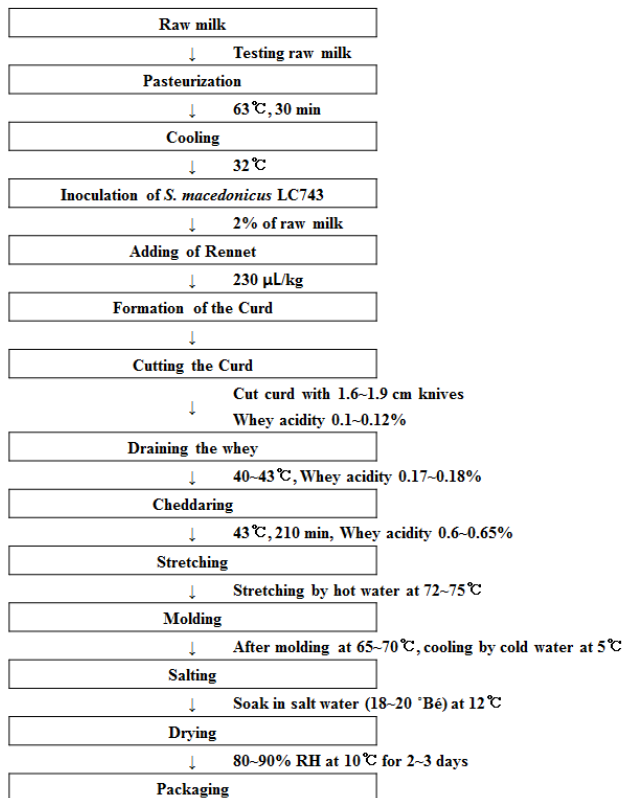 Raw milk
↓ Testing raw milk
Pasteurization
↓ 63℃, 30 min
Cooling
↓ 32℃
Inoculation of S. macedonicus LC743
↓ 2% of raw milk
Adding of Rennet
↓ 230 μL/kg
Formation of the Curd
↓
Cutting the Curd
Cut curd with 1.6~1.9 cm knives
↓
Whey acidity 0.1~0.12%
Draining the whey
↓ 40~43℃, Whey acidity 0.17~0.18%
Cheddaring
↓ 43℃, 210 min, Whey acidity 0.6~0.65%
Stretching
↓ Stretching by hot water at 72~75℃
Molding
↓ After molding at 65~70℃, cooling by cold water at 5℃
Salting
↓ Soak in salt water (18~20 ˚Bé) at 12℃
Drying
↓ 80~90% RH at 10℃ for 2~3 days
Packaging